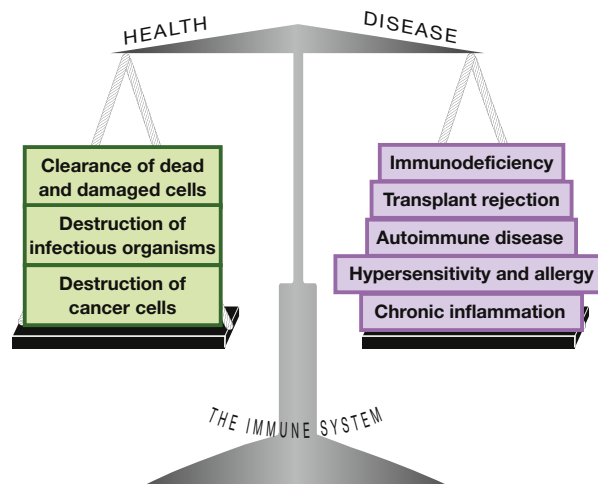 HEALTH
DISEASE
Clearance of dead
and damaged cells
Destruction of
infectious organisms
Destruction of
cancer cells
Immunodeficiency
Transplant rejection
Autoimmune disease
Hypersensitivity and allergy
Chronic inflammation
THE IMMUNE SYSTEM